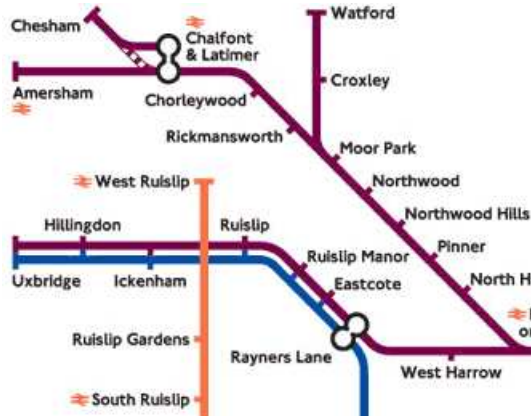 Chesham
Chalfont
& Latimer
Watford
Amersham
Chorleywood
Croxley
Rickmansworth
Moor Park
West Ruislip
Northwood
Hillingdon
Ruislip
Northwood Hills
Ruislip Manor
Pinner
Uxbridge
Ickenham
Eastcote
North H
Ruislip Gardens
Rayners Lane
West Harrow
South Ruislip